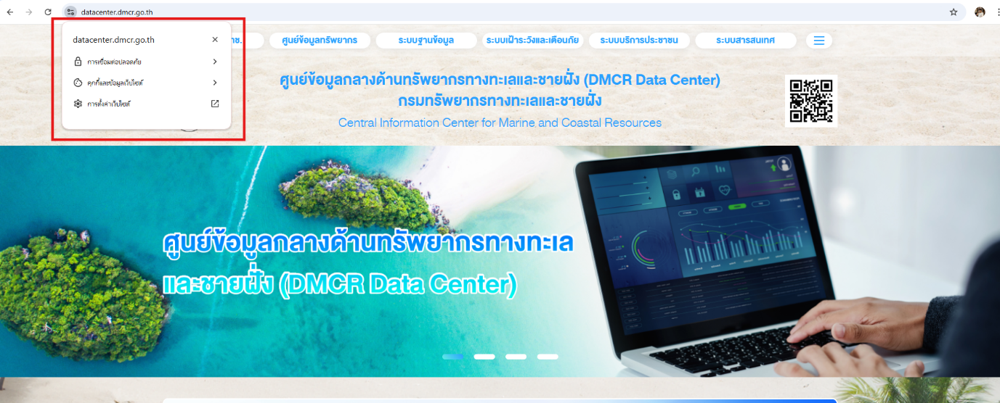 datacenter.dmcr.go.th
datacenter.dmcr.go.th
การเชื่อมต่อปลอดภัย
คุกกี้และข้อมูลเว็บไซต์
การตั้งค่าเว็บไซต์
ศูนย์ข้อมูลทรัพยากร
ระบบฐานข้อมูล
ระบบเฝ้าระวังและเตือนภัย
ระบบบริการประชาชน
ระบบสารสนเทศ
ศูนย์ข้อมูลกลางด้านทรัพยากรทางทะเลและชายฝั่ง (DMCR Data Center)
กรมทรัพยากรทางทะเลและชายฝั่ง
Central Information Center for Marine and Coastal Resources
ศูนย์ข้อมูลกลางด้านทรัพยากรทางทะเล
และชายฝั่ง (DMCR Data Center)